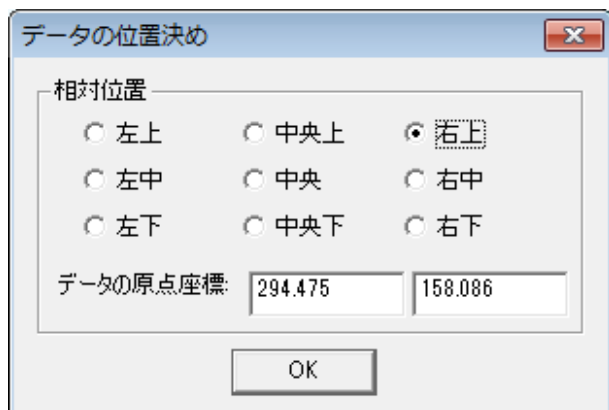 データの位置決め
相対位置
左上 中央上 右上
左中 中央 右中
左下 中央下 右下
データの原点座標: 294.475 158.086
OK